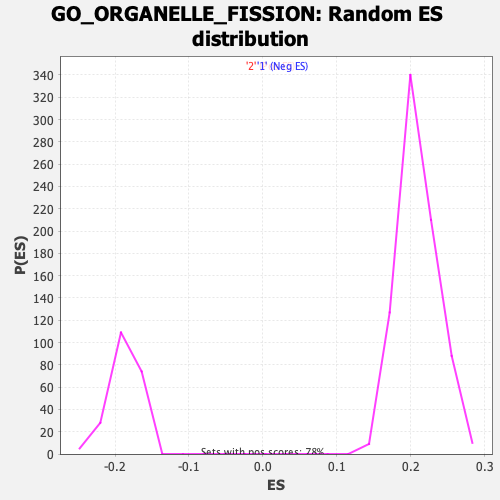 GO_ORGANELLE_FISSION: Random ES
distribution
'2''1' (Neg ES)
340
320
300
280
260
240
220
200
180
160
140
120
100
80
60
40
20
0
P(ES)
Sets with pos scores: 78%
-0.2 -0.1 0.0 0.1 0.2 0.3
ES